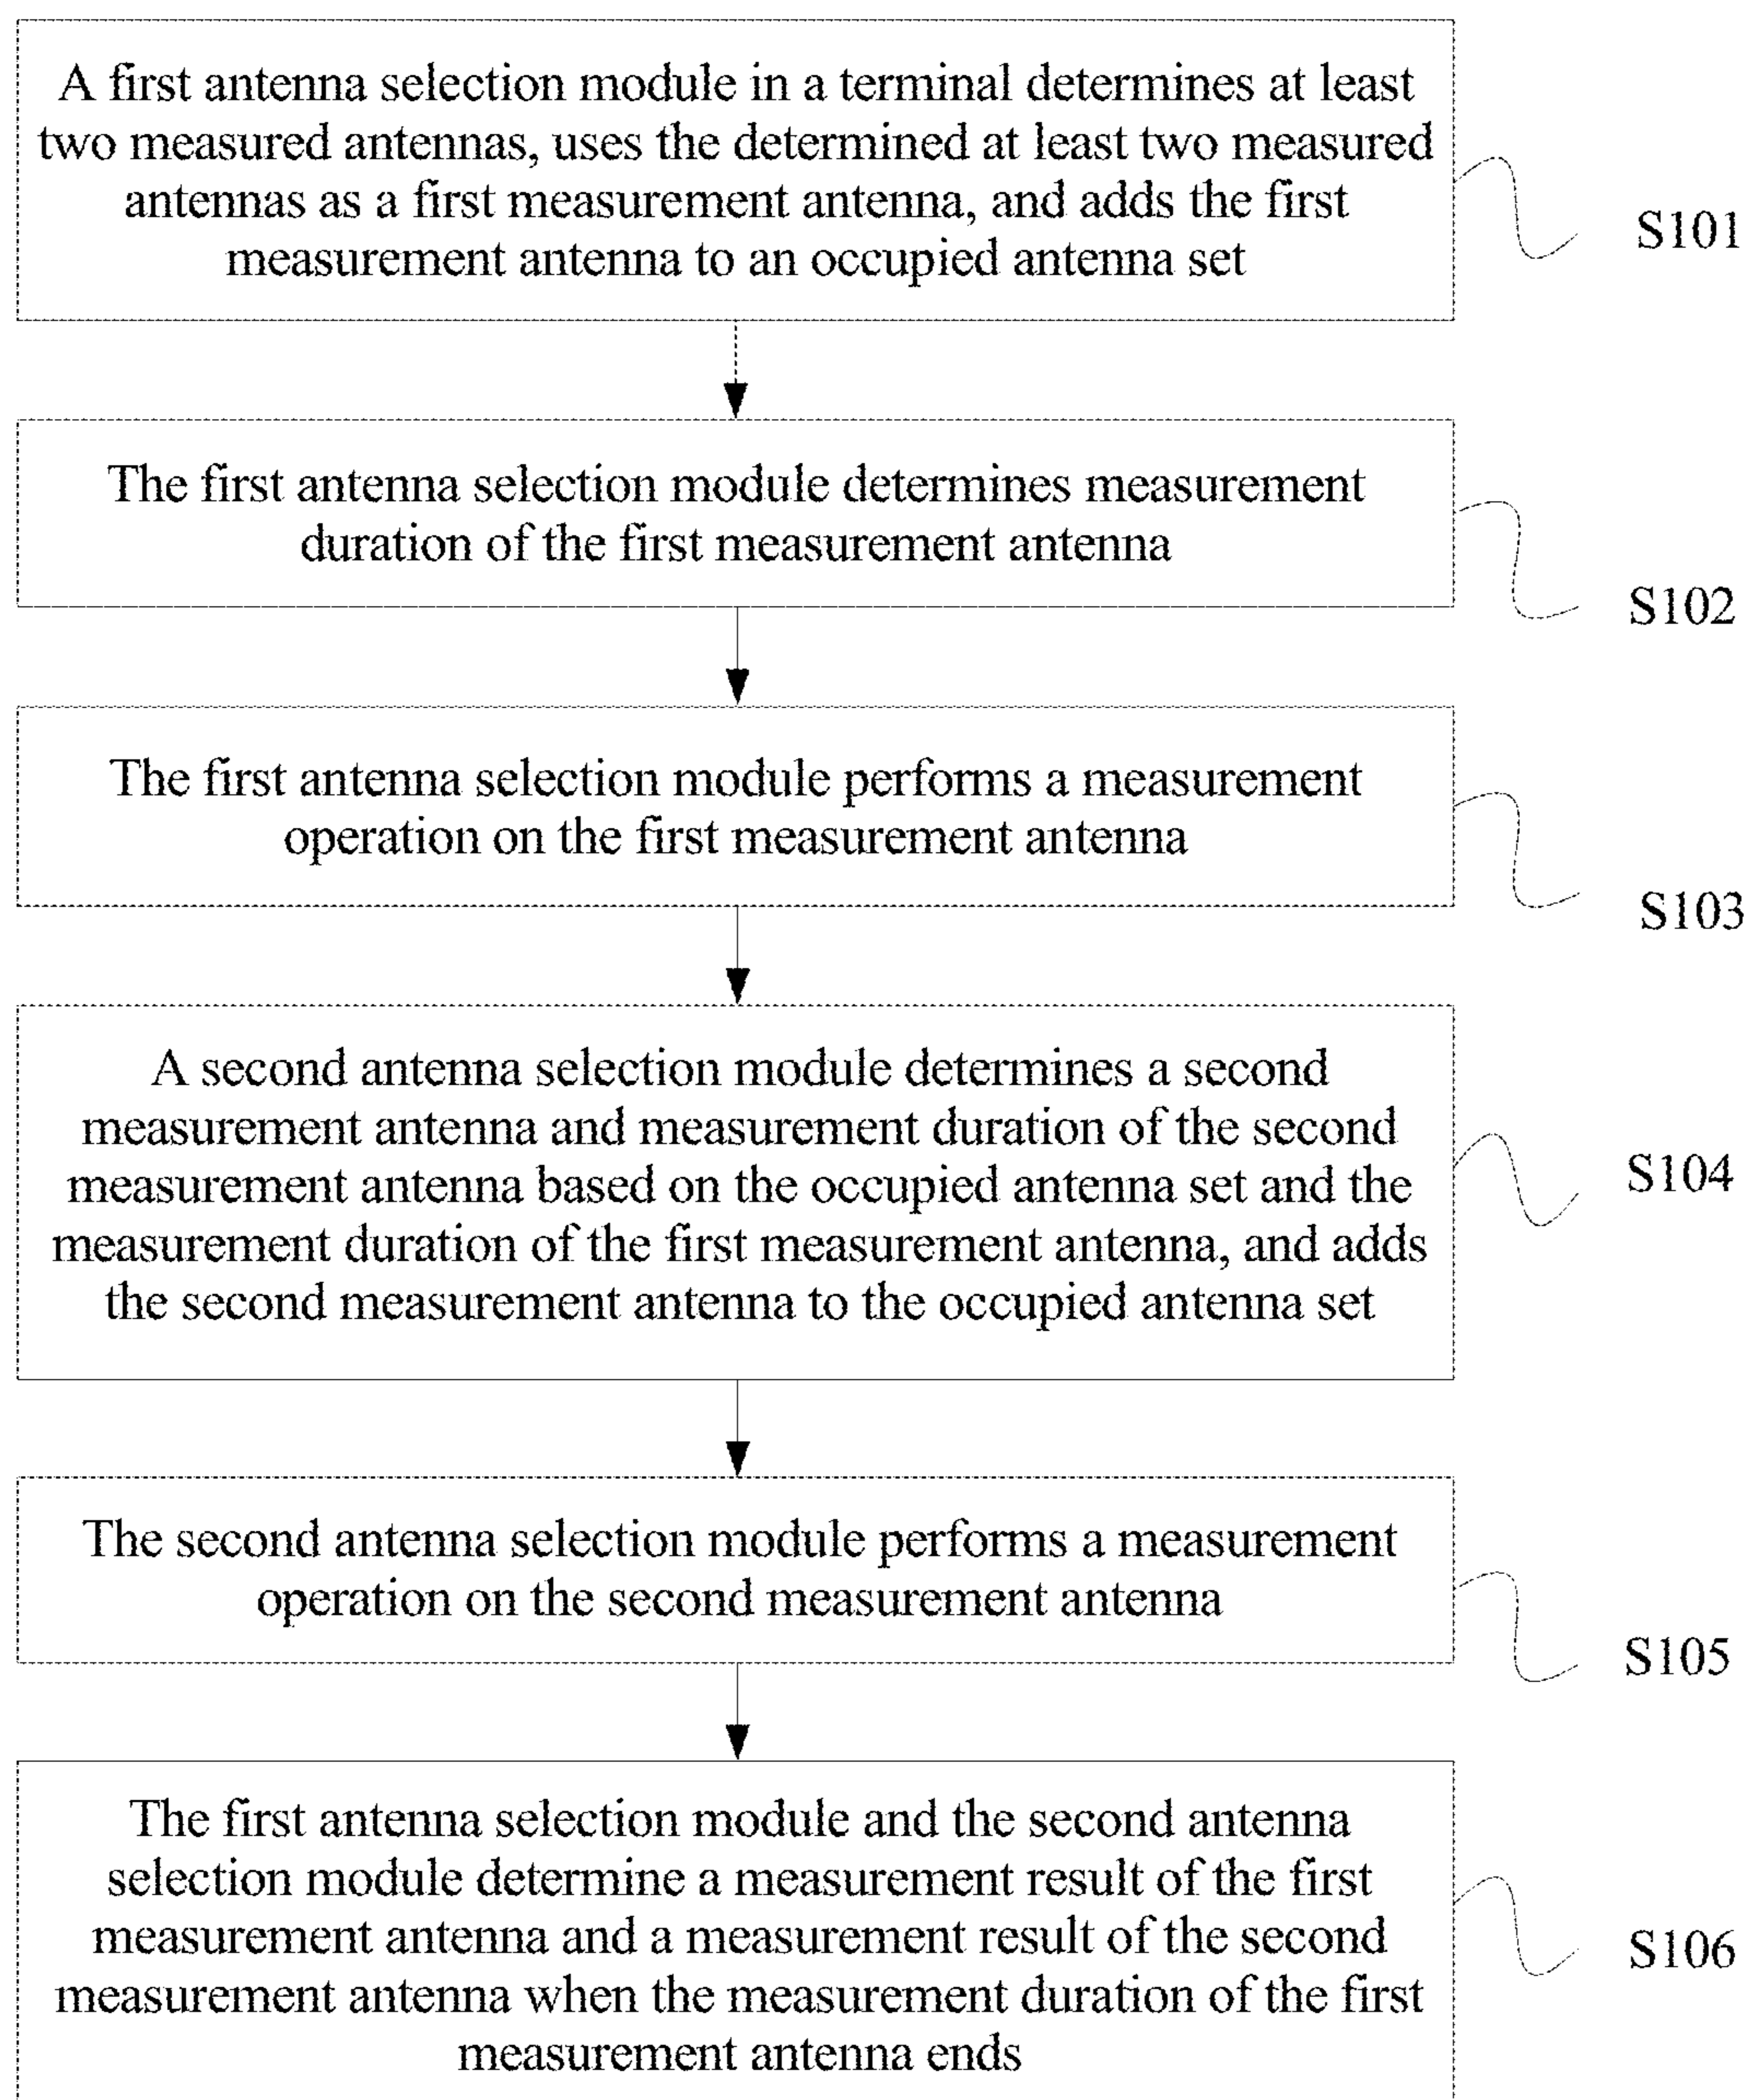 A first antenna selection module in a terminal determines at least
two measured antennas, uses the determined at least two measured
antennas as a first measurement antenna, and adds the first
measurement antenna to an occupied antenna set
S101
The first antenna selection module determines measurement
duration of the first measurement antenna
S102
The first antenna selection module performs a measurement
operation on the first measurement antenna
S103
A second antenna selection module determines a second
measurement antenna and measurement duration of the second
measurement antenna based on the occupied antenna set and the
measurement duration of the first measurement antenna, and adds
the second measurement antenna to the occupied antenna set
S104
The second antenna selection module performs a measurement
operation on the second measurement antenna
S105
The first antenna selection module and the second antenna
selection module determine a measurement result of the first
measurement antenna and a measurement result of the second
measurement antenna when the measurement duration of the first
measurement antenna ends
S106